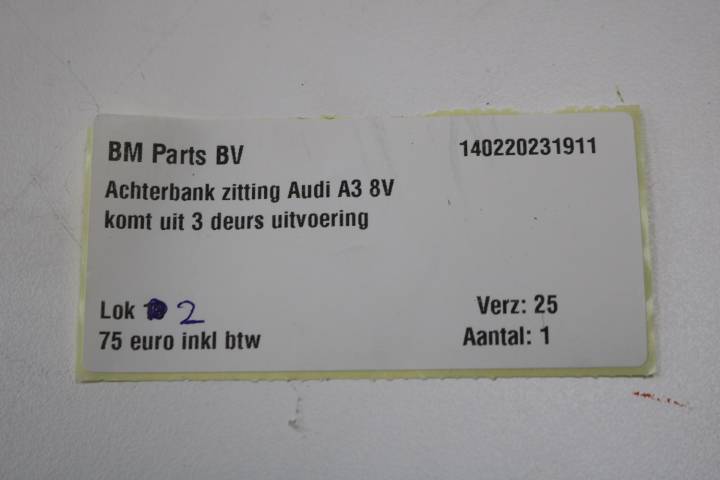 BM Parts BV 140220231911
Achterbank zitting Audi A3 8V
komt uit 3 deurs uitvoering
Lok 2 Verz: 25
75 euro inkl btw Aantal: 1